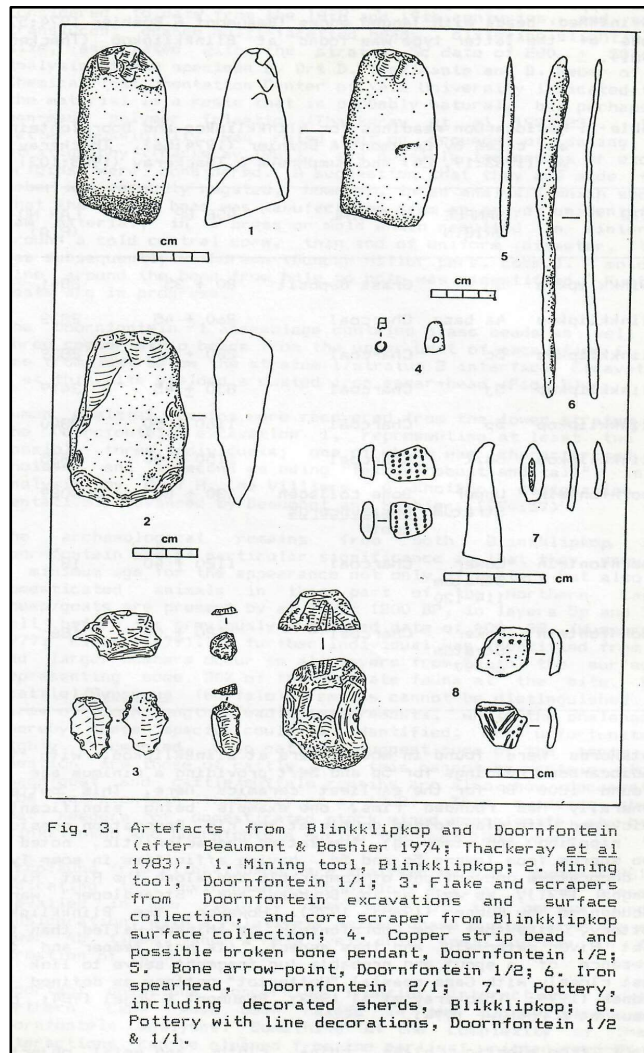 1
cm
cm
5
cm
4
6
2
cm
7
cm
3
8
cm
Fig. 3. Artefacts from Blinkklipkop and Doornfontein
(after Beaumont & Boshier 1974; Thackeray et al
1983). 1. Mining tool, Blinkklipkop; 2. Mining
tool, Doornfontein 1/1; 3. Flake and scrapers
from Doornfontein excavations and surface
collection, and core scraper from Blinkklipkop
surface collection; 4. Copper strip bead and
possible broken bone pendant, Doornfontein 1/2;
5. Bone arrow-point, Doornfontein 1/2; 6. Iron
spearhead, Doornfontein 2/1; 7. Pottery,
including decorated sherds, Blikklipkop; 8.
Pottery with line decorations, Doornfontein 1/2
& 1/1.